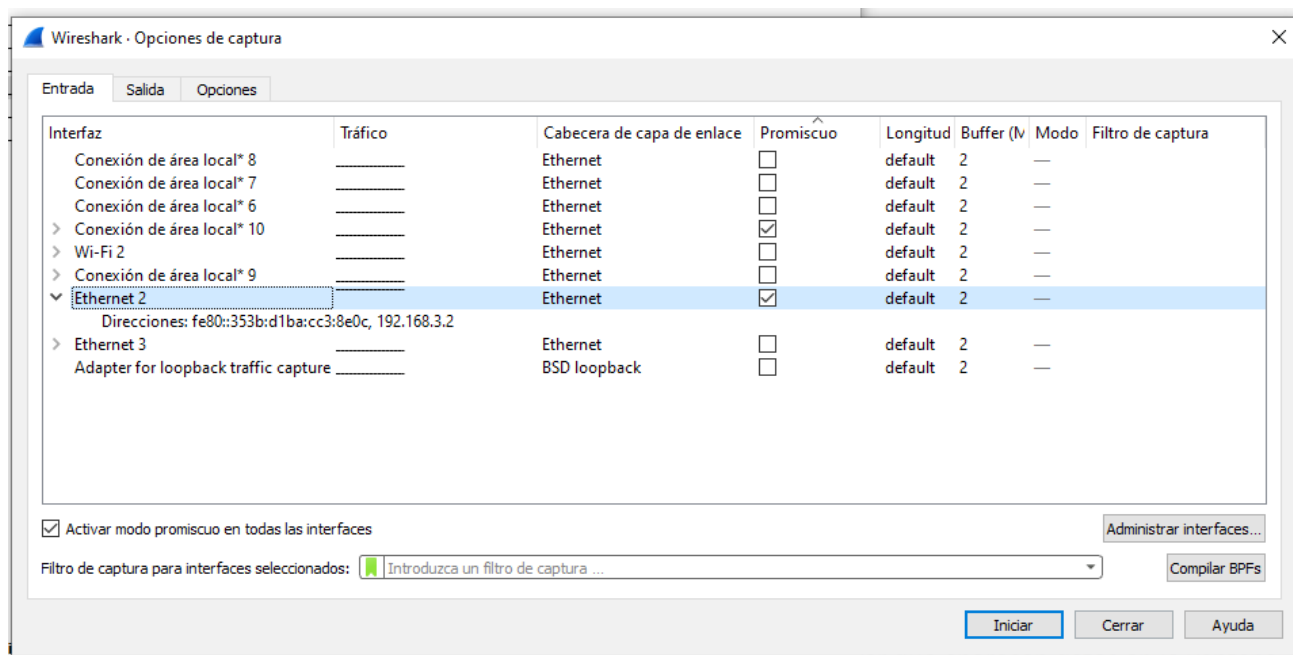 Wireshark · Opciones de captura
Entrada Salida Opciones
Interfaz Tráfico Cabecera de capa de enlace Promiscuo Longitud Buffer (M Modo Filtro de captura
Conexión de área local* 8 Ethernet default 2 —
Conexión de área local* 7 Ethernet default 2 —
Conexión de área local* 6 Ethernet default 2 —
Conexión de área local* 10 Ethernet default 2 —
Wi-Fi 2 Ethernet default 2 —
Conexión de área local* 9 Ethernet default 2 —
Ethernet 2 Ethernet default 2 —
Direcciones: fe80::353b:d1ba:cc3:8e0c, 192.168.3.2
Ethernet 3 Ethernet default 2 —
Adapter for loopback traffic capture BSD loopback default 2 —
Activar modo promiscuo en todas las interfaces Administrar interfaces...
Filtro de captura para interfaces seleccionados: Introduzca un filtro de captura ... Compilar BPFs
Iniciar Cerrar Ayuda